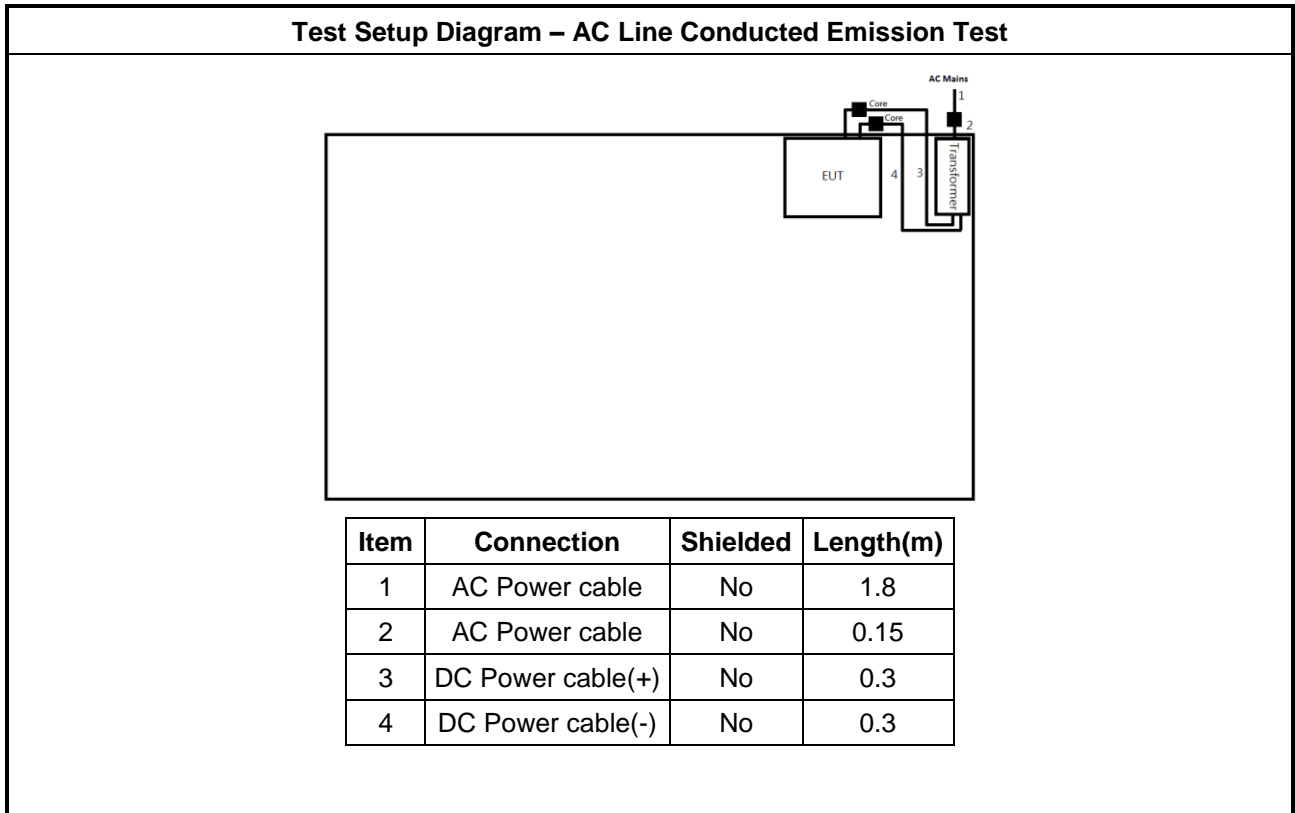 Test Setup Diagram – AC Line Conducted Emission Test
AC Mains
1
Core
Core
2
EUT
4
3
Transformer
Item Connection Shielded Length(m)
1 AC Power cable No 1.8
2 AC Power cable No 0.15
3 DC Power cable(+) No 0.3
4 DC Power cable(-) No 0.3